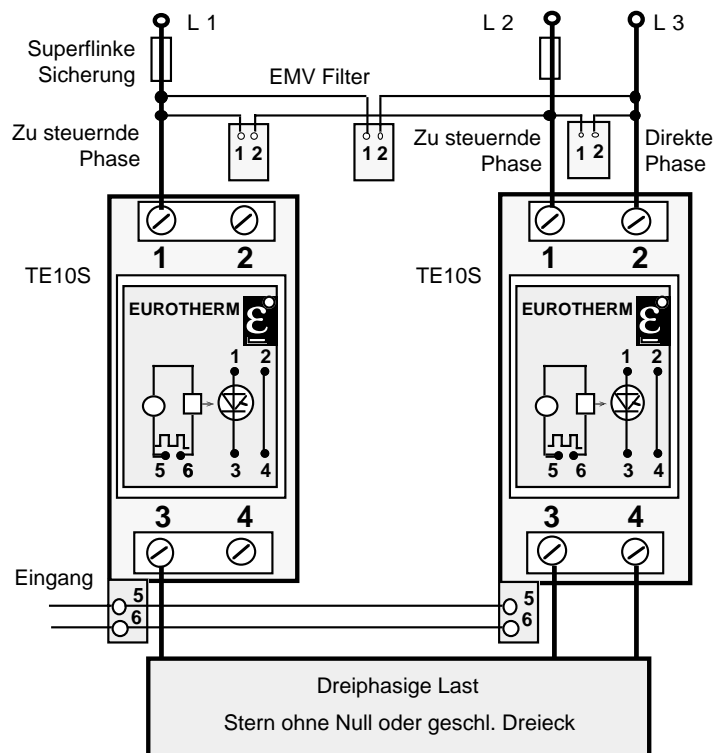 L 1
L 2
L 3
Superflinke
Sicherung
EMV Filter
Zu steuernde
Phase
1 2
1 2
Zu steuernde
Phase
1 2
Direkte
Phase
1 2
1 2
TE10S
TE10S
EUROTHERM ε
EUROTHERM ε
1 2
1 2
5 6 3 4
5 6 3 4
3 4
3 4
Eingang
5
6
5
6
Dreiphasige Last
Stern ohne Null oder geschl. Dreieck